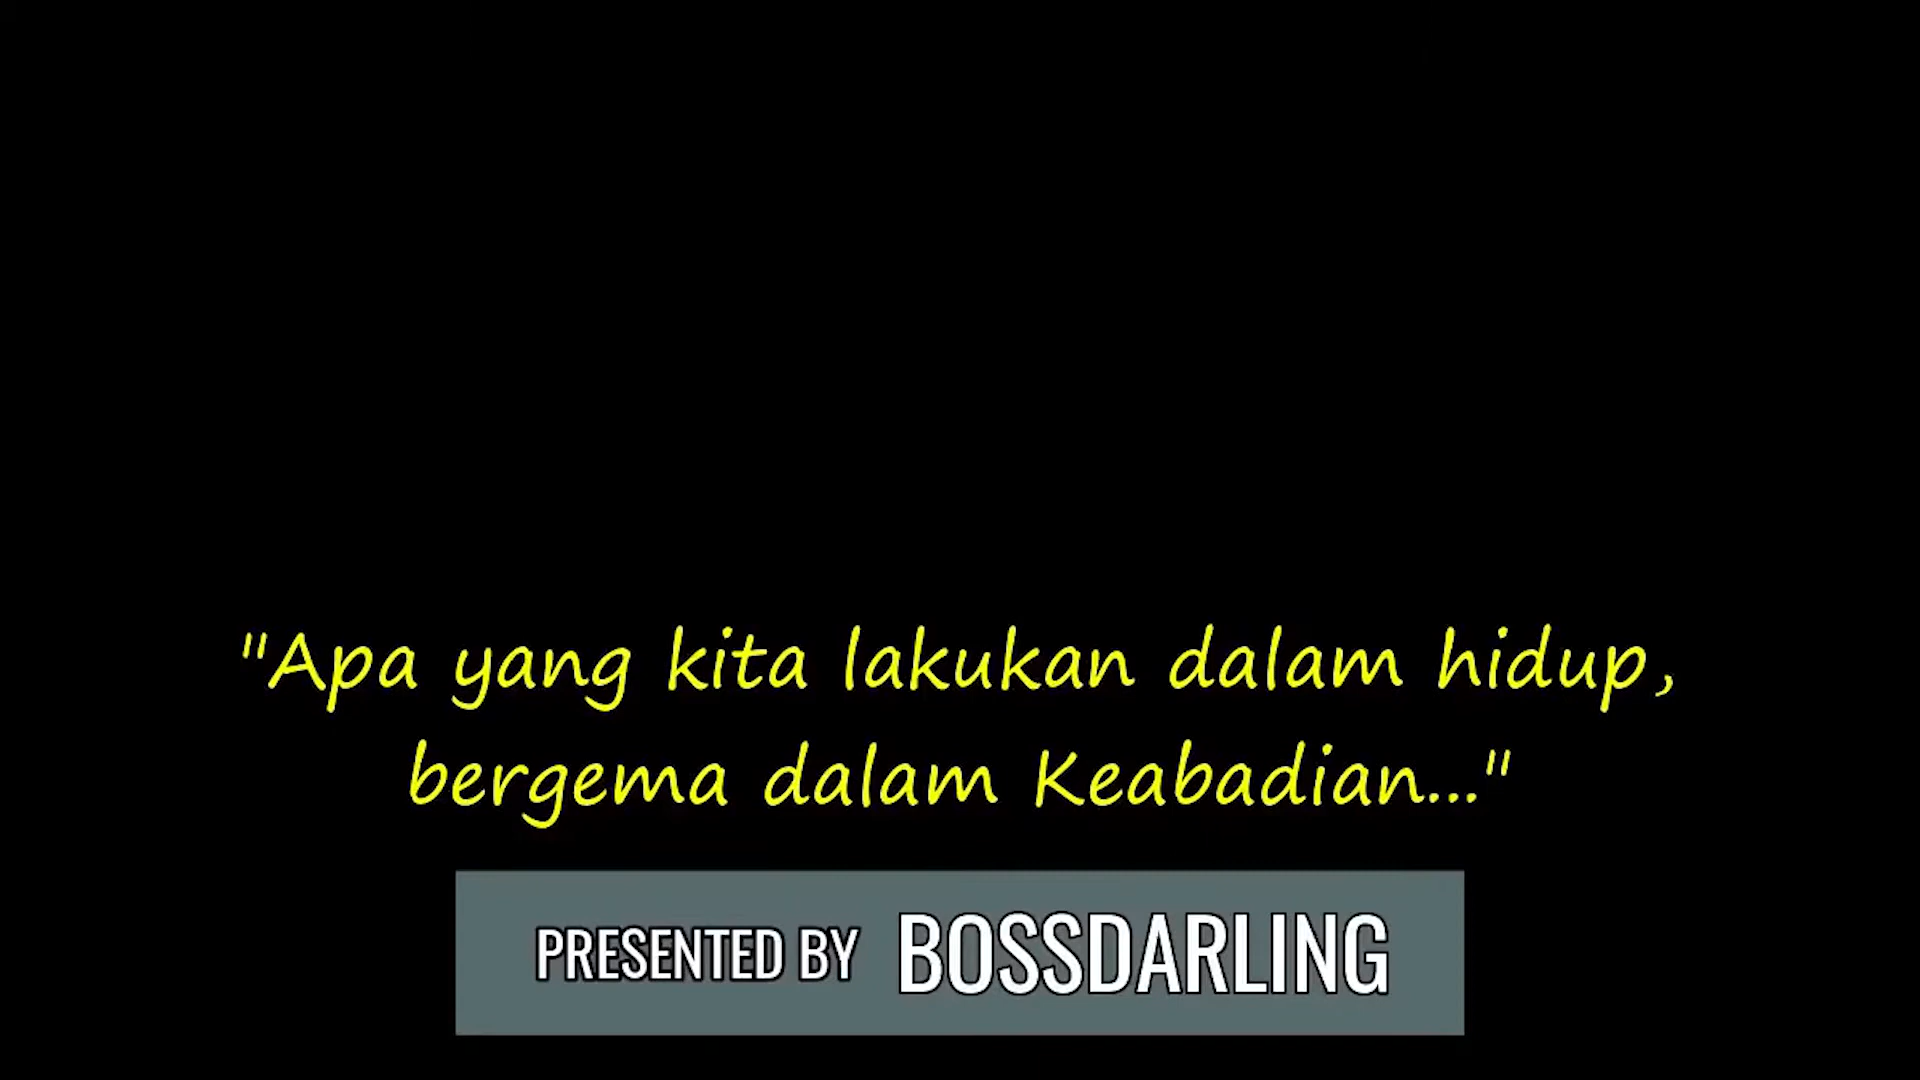 "Apa yang kita lakukan dalam hidup,
bergema dalam Keabadian..."
PRESENTED BY BOSSDARLING